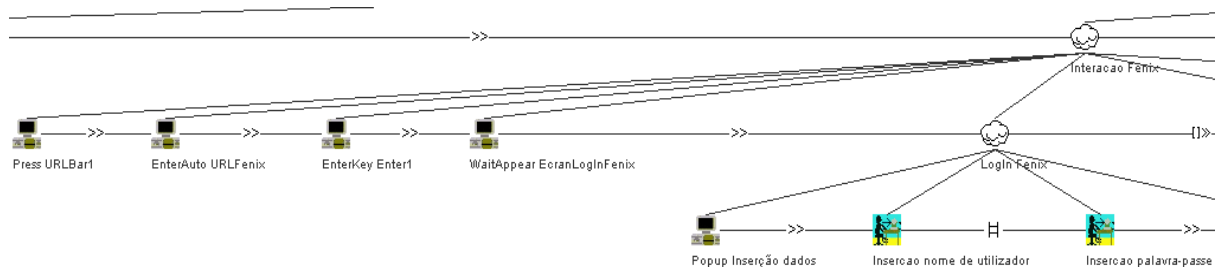 >>
Interacao Fenix
>> >> >> >> []»
Press URLBar1 EnterAuto URLFenix EnterKey Enter1 WaitAppear EcranLogInFenix LogIn Fenix
>> >>
Popup Inserção dados Insercao nome de utilizador Insercao palavra-passe